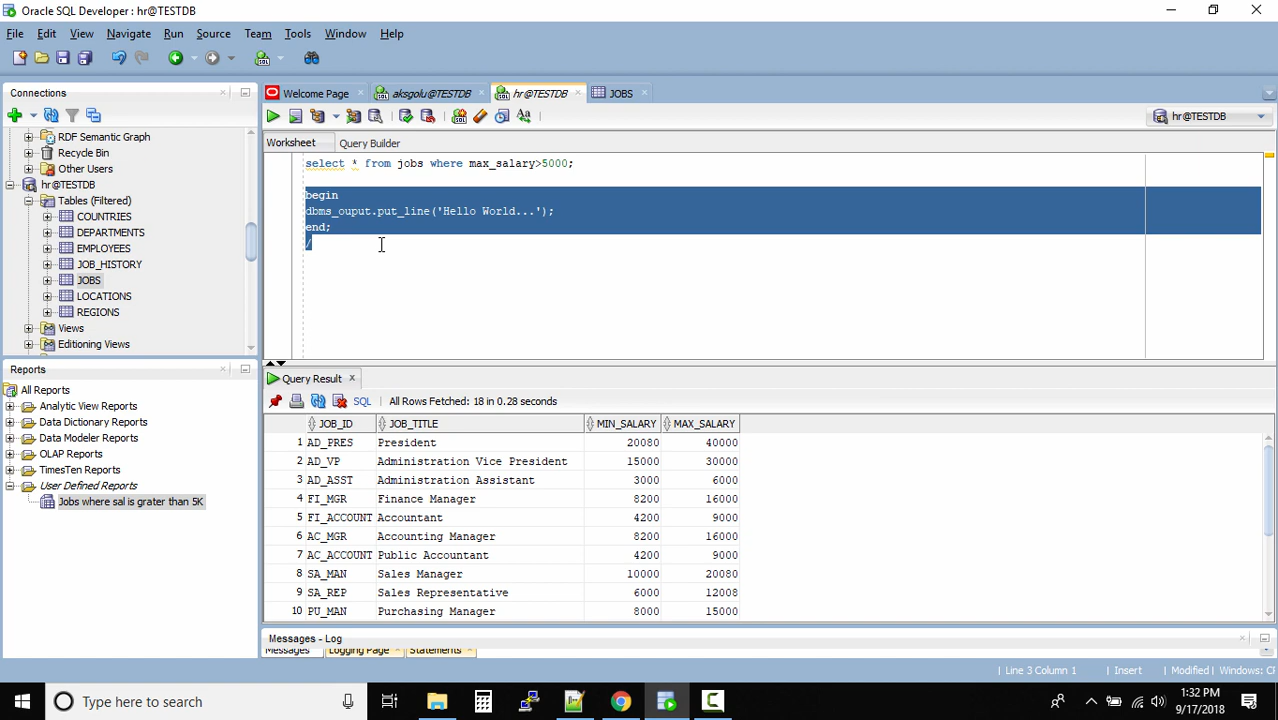 Oracle SQL Developer: hr@TESTDB
File Edit View Navigate Run Source Team Tools Window Help
Connections
RDF Semantic Graph
Recycle Bin
Other Users
hr@TESTDB
Tables (Filtered)
COUNTRIES
DEPARTMENTS
EMPLOYEES
JOB_HISTORY
JOBS
LOCATIONS
REGIONS
Views
Editioning Views
Reports
All Reports
Analytic View Reports
Data Dictionary Reports
Data Modeler Reports
OLAP Reports
TimesTen Reports
User Defined Reports
Jobs where sal is grater than 5K
Welcome Page aksgolu@TESTDB hr@TESTDB JOBS
hr@TESTDB
Worksheet Query Builder
select * from jobs where max_salary>5000;
begin
dbms_ouput.put_line('Hello World...');
end;
/
Query Result
SQL All Rows Fetched: 18 in 0.28 seconds
JOB_ID JOB_TITLE MIN_SALARY MAX_SALARY
1 AD_PRES President 20080 40000
2 AD_VP Administration Vice President 15000 30000
3 AD_ASST Administration Assistant 3000 6000
4 FI_MGR Finance Manager 8200 16000
5 FI_ACCOUNT Accountant 4200 9000
6 AC_MGR Accounting Manager 8200 16000
7 AC_ACCOUNT Public Accountant 4200 9000
8 SA_MAN Sales Manager 10000 20080
9 SA_REP Sales Representative 6000 12008
10 PU_MAN Purchasing Manager 8000 15000
Messages - Log
Messages Logging Page Statements
Line 3 Column 1 Insert Modified Windows: CF
Type here to search
1:32 PM
9/17/2018